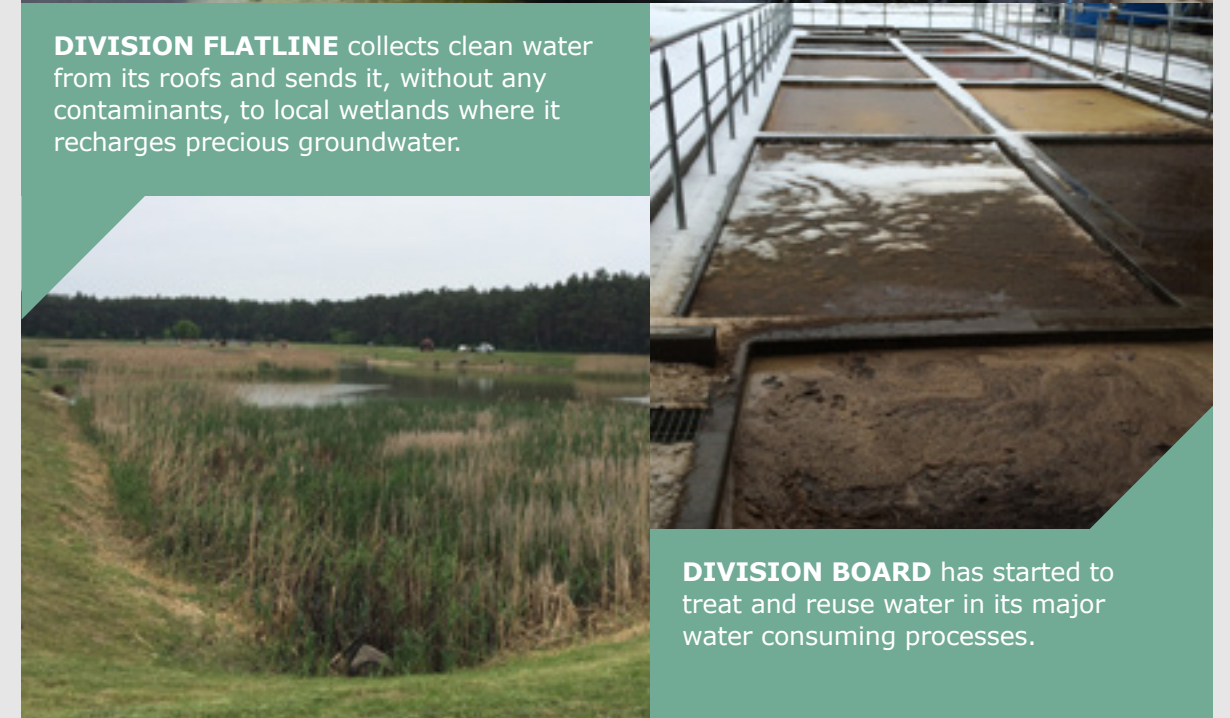 DIVISION FLATLINE collects clean water
from its roofs and sends it, without any
contaminants, to local wetlands where it
recharges precious groundwater.
DIVISION BOARD has started to
treat and reuse water in its major
water consuming processes.